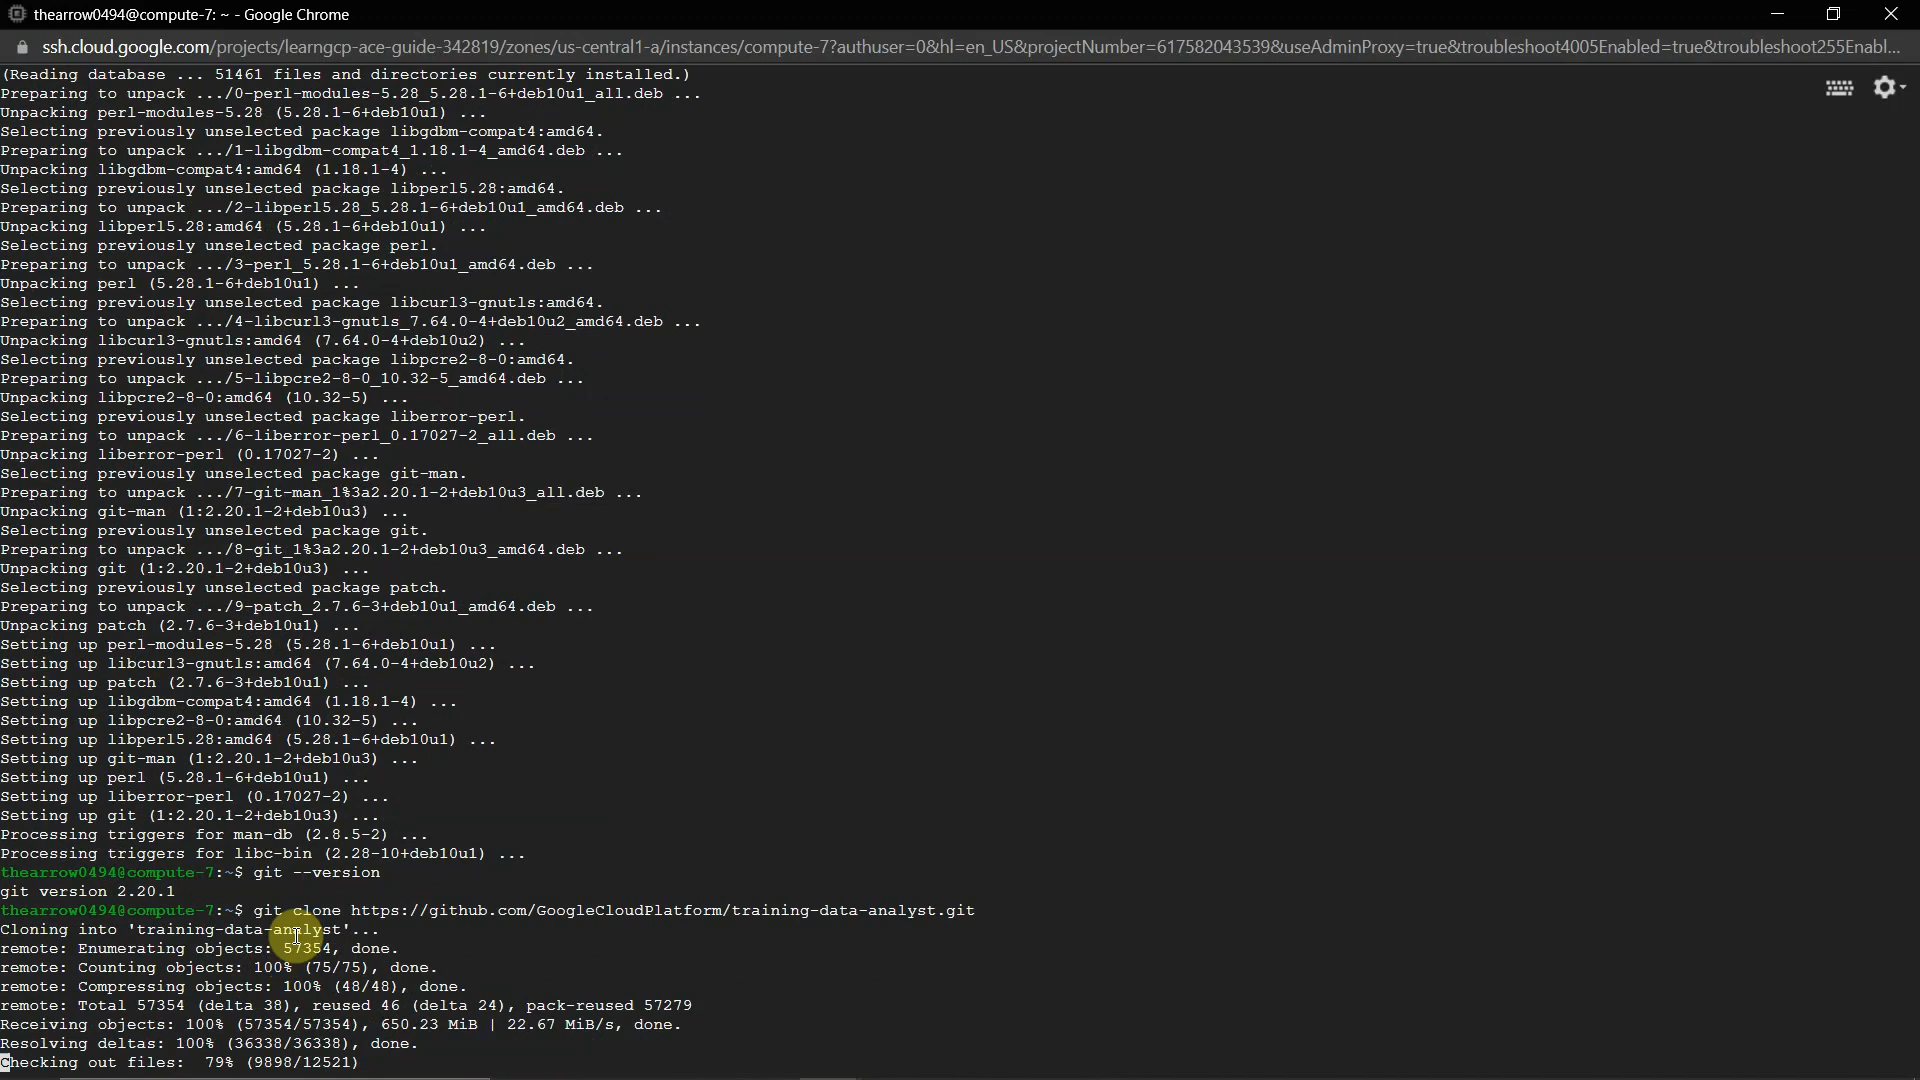 thearrow0494@compute-7: ~ - Google Chrome
ssh.cloud.google.com/projects/learngcp-ace-guide-342819/zones/us-central1-a/instances/compute-7?authuser=0&hl=en_US&projectNumber=617582043539&useAdminProxy=true&troubleshoot4005Enabled=true&troubleshoot255Enabl...
(Reading database ... 51461 files and directories currently installed.)
Preparing to unpack .../0-perl-modules-5.28_5.28.1-6+deb10u1_all.deb ...
Unpacking perl-modules-5.28 (5.28.1-6+deb10u1) ...
Selecting previously unselected package libgdbm-compat4:amd64.
Preparing to unpack .../1-libgdbm-compat4_1.18.1-4_amd64.deb ...
Unpacking libgdbm-compat4:amd64 (1.18.1-4) ...
Selecting previously unselected package libperl5.28:amd64.
Preparing to unpack .../2-libperl5.28_5.28.1-6+deb10u1_amd64.deb ...
Unpacking libperl5.28:amd64 (5.28.1-6+deb10u1) ...
Selecting previously unselected package perl.
Preparing to unpack .../3-perl_5.28.1-6+deb10u1_amd64.deb ...
Unpacking perl (5.28.1-6+deb10u1) ...
Selecting previously unselected package libcurl3-gnutls:amd64.
Preparing to unpack .../4-libcurl3-gnutls_7.64.0-4+deb10u2_amd64.deb ...
Unpacking libcurl3-gnutls:amd64 (7.64.0-4+deb10u2) ...
Selecting previously unselected package libpcre2-8-0:amd64.
Preparing to unpack .../5-libpcre2-8-0_10.32-5_amd64.deb ...
Unpacking libpcre2-8-0:amd64 (10.32-5) ...
Selecting previously unselected package liberror-perl.
Preparing to unpack .../6-liberror-perl_0.17027-2_all.deb ...
Unpacking liberror-perl (0.17027-2) ...
Selecting previously unselected package git-man.
Preparing to unpack .../7-git-man_1%3a2.20.1-2+deb10u3_all.deb ...
Unpacking git-man (1:2.20.1-2+deb10u3) ...
Selecting previously unselected package git.
Preparing to unpack .../8-git_1%3a2.20.1-2+deb10u3_amd64.deb ...
Unpacking git (1:2.20.1-2+deb10u3) ...
Selecting previously unselected package patch.
Preparing to unpack .../9-patch_2.7.6-3+deb10u1_amd64.deb ...
Unpacking patch (2.7.6-3+deb10u1) ...
Setting up perl-modules-5.28 (5.28.1-6+deb10u1) ...
Setting up libcurl3-gnutls:amd64 (7.64.0-4+deb10u2) ...
Setting up patch (2.7.6-3+deb10u1) ...
Setting up libgdbm-compat4:amd64 (1.18.1-4) ...
Setting up libpcre2-8-0:amd64 (10.32-5) ...
Setting up libperl5.28:amd64 (5.28.1-6+deb10u1) ...
Setting up git-man (1:2.20.1-2+deb10u3) ...
Setting up perl (5.28.1-6+deb10u1) ...
Setting up liberror-perl (0.17027-2) ...
Setting up git (1:2.20.1-2+deb10u3) ...
Processing triggers for man-db (2.8.5-2) ...
Processing triggers for libc-bin (2.28-10+deb10u1) ...
thearrow0494@compute-7:~$ git --version
git version 2.20.1
thearrow0494@compute-7:~$ git clone https://github.com/GoogleCloudPlatform/training-data-analyst.git
Cloning into 'training-data-analyst'...
remote: Enumerating objects: 57354, done.
remote: Counting objects: 100% (75/75), done.
remote: Compressing objects: 100% (48/48), done.
remote: Total 57354 (delta 38), reused 46 (delta 24), pack-reused 57279
Receiving objects: 100% (57354/57354), 650.23 MiB | 22.67 MiB/s, done.
Resolving deltas: 100% (36338/36338), done.
Checking out files:  79% (9898/12521)